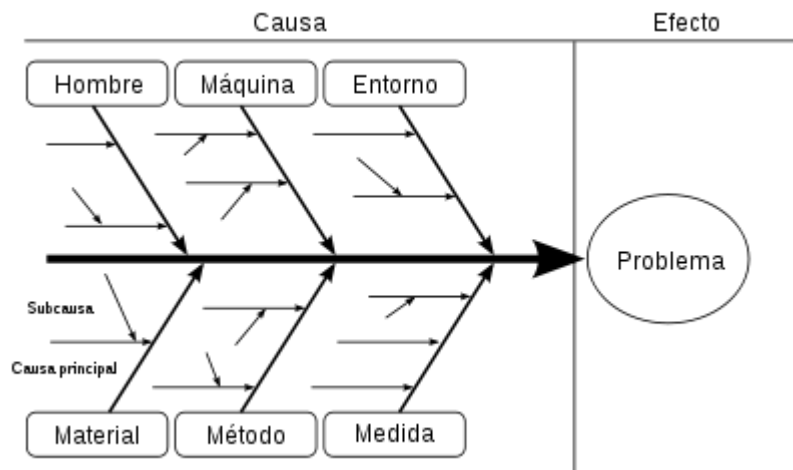 Causa
Efecto
Hombre
Máquina
Entorno
Problema
Subcausa
Causa principal
Material
Método
Medida